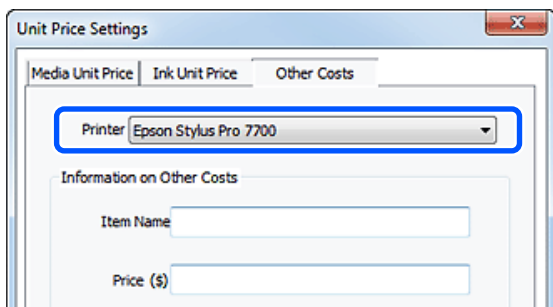 Unit Price Settings
Media Unit Price Ink Unit Price Other Costs
Printer Epson Stylus Pro 7700
Information on Other Costs
Item Name
Price ($)